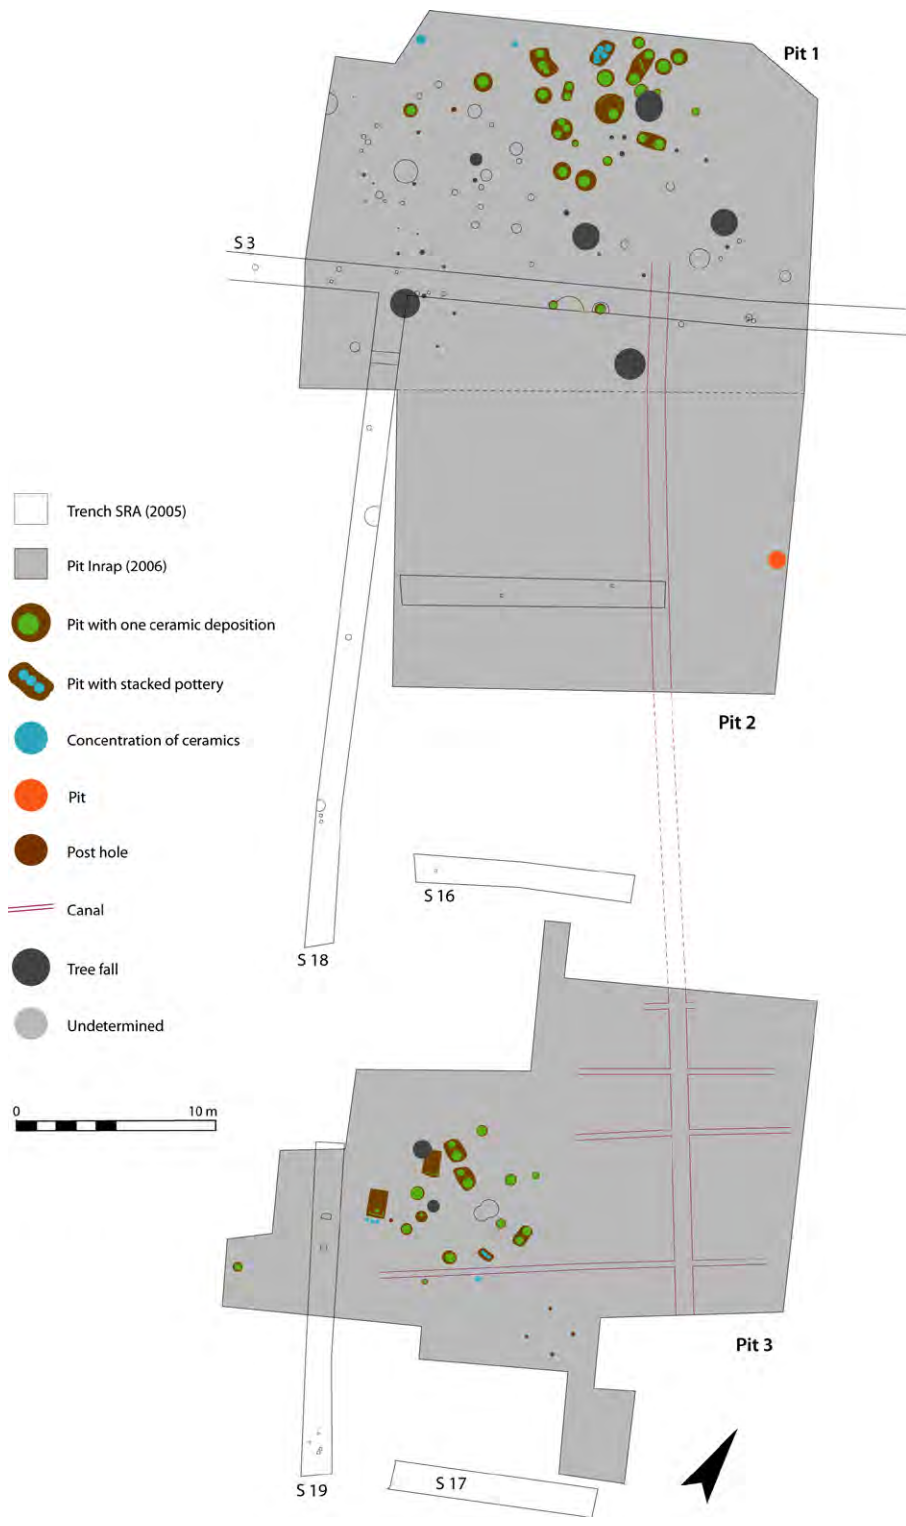 Pit 1
S 3
Trench SRA (2005)
Pit Inrap (2006)
Pit with one ceramic deposition
Pit with stacked pottery
Pit 2
Concentration of ceramics
Pit
Post hole
S 16
Canal
S 18
Tree fall
Undetermined
0 10 m
Pit 3
S 19
S 17